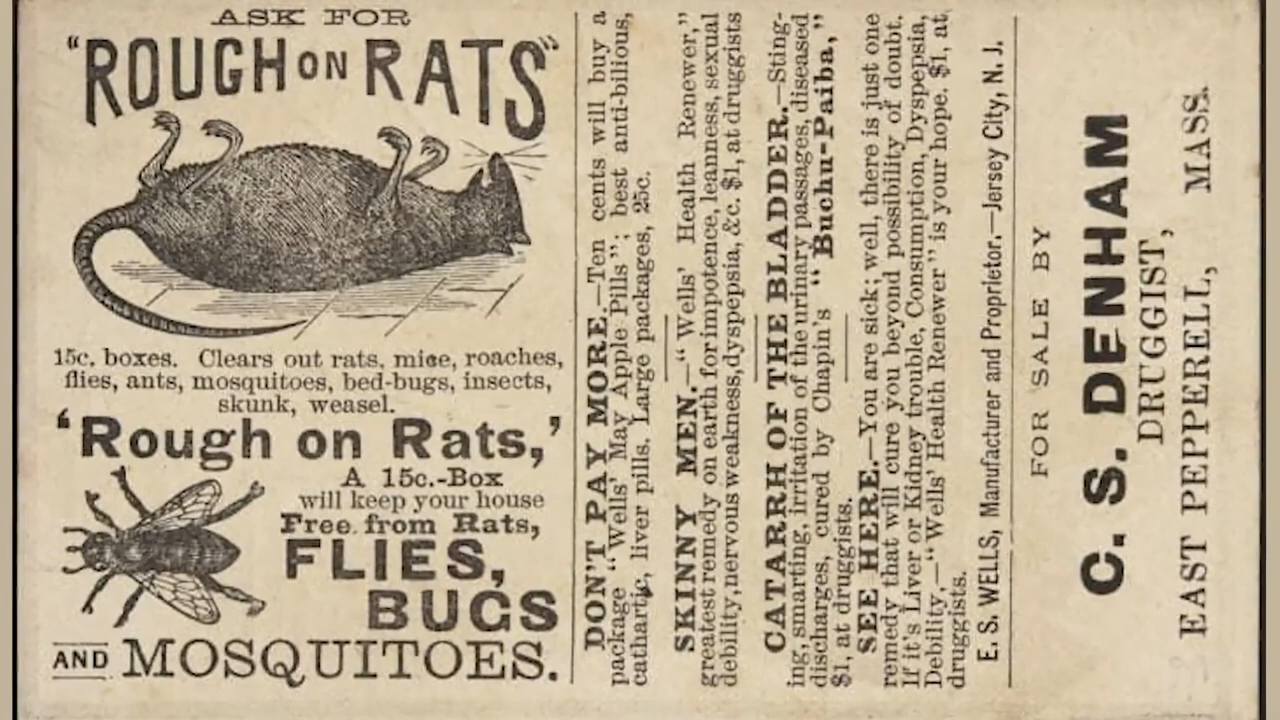 ASK FOR
"ROUGH ON RATS"
15c. boxes. Clears out rats, mice, roaches,
flies, ants, mosquitoes, bed-bugs, insects,
skunk, weasel.
'Rough on Rats,'
A 15c.-Box
will keep your house
Free from Rats,
FLIES,
BUGS
AND MOSQUITOES.
DON'T PAY MORE.—Ten cents will buy a
package "Wells' May Apple Pills"; best anti-bilious,
cathartic, liver pills. Large packages, 25c.
SKINNY MEN.—"Wells' Health Renewer,"
greatest remedy on earth for impotence, leanness, sexual
debility, nervous weakness, dyspepsia, &c. $1, at druggists
CATARRH OF THE BLADDER.—Sting-
ing, smarting, irritation of the urinary passages, diseased
discharges, cured by Chapin's "Buchu-Paiba,"
$1, at druggists.
SEE HERE.—You are sick; well, there is just one
remedy that will cure you beyond possibility of doubt.
If it's Liver or Kidney trouble, Consumption, Dyspepsia,
Debility,—"Wells' Health Renewer" is your hope. $1, at
druggists.
E. S. WELLS, Manufacturer and Proprietor.—Jersey City, N. J.
FOR SALE BY
C. S. DENHAM
DRUGGIST,
EAST PEPPERELL, MASS.